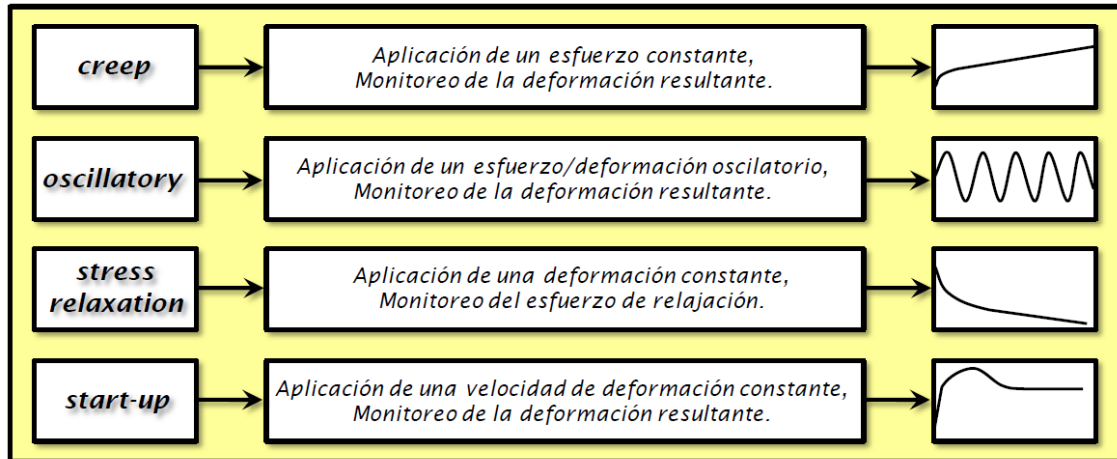 creep
Aplicación de un esfuerzo constante,
Monitoreo de la deformación resultante.
oscillatory
Aplicación de un esfuerzo/deformación oscilatorio,
Monitoreo de la deformación resultante.
stress
relaxation
Aplicación de una deformación constante,
Monitoreo del esfuerzo de relajación.
start-up
Aplicación de una velocidad de deformación constante,
Monitoreo de la deformación resultante.